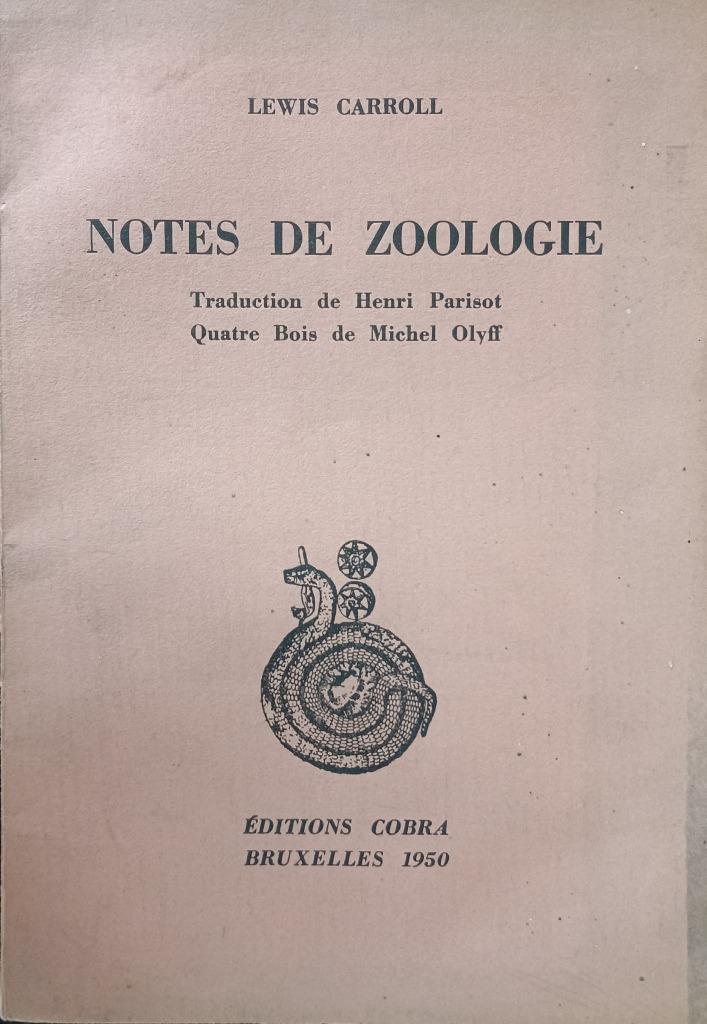 LEWIS CARROLL
NOTES DE ZOOLOGIE
Traduction de Henri Parisot
Quatre Bois de Michel Olyff
ÉDITIONS COBRA
BRUXELLES 1950